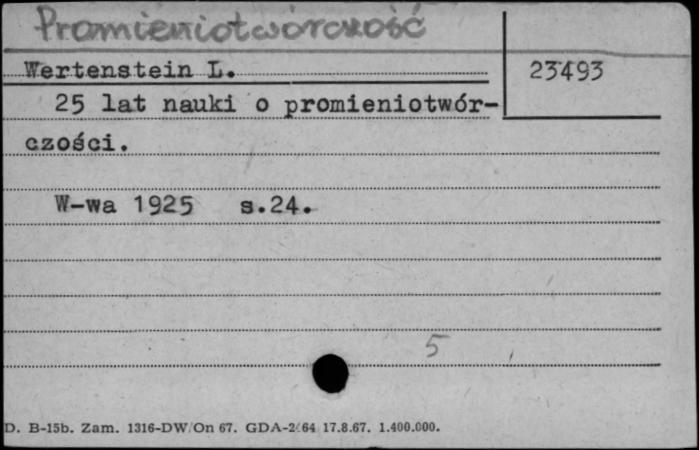 Promieniotwórczość
Wertenstein L.
23493
25 lat nauki o promieniotwór-
czości.
W-wa 1925 s.24.
5
D. B-15b. Zam. 1316-DW/On 67. GDA-2/64 17.8.67. 1.400.000.